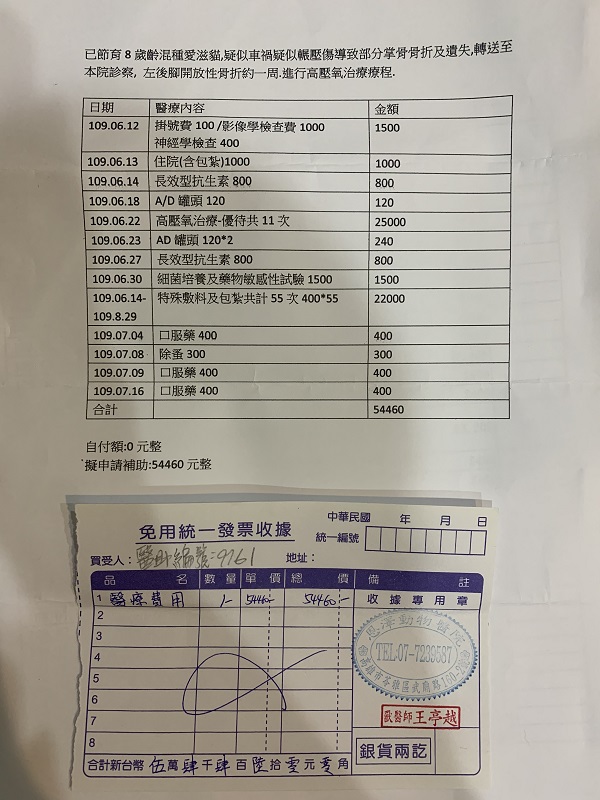 已節育 8 歲齡混種愛滋貓,疑似車禍疑似輾壓傷導致部分掌骨骨折及遺失,轉送至
本院診察, 左後腳開放性骨折約一周.進行高壓氧治療療程.
日期 醫療內容 金額
109.06.12 掛號費 100 /影像學檢查費 1000 1500
神經學檢查 400
109.06.13 住院(含包紮)1000 1000
109.06.14 長效型抗生素 800 800
109.06.18 A/D 罐頭 120 120
109.06.22 高壓氧治療-優待共 11 次 25000
109.06.23 AD 罐頭 120*2 240
109.06.27 長效型抗生素 800 800
109.06.30 細菌培養及藥物敏感性試驗 1500 1500
109.06.14- 特殊敷料及包紮共計 55 次 400*55 22000
109.8.29
109.07.04 口服藥 400 400
109.07.08 除蚤 300 300
109.07.09 口服藥 400 400
109.07.16 口服藥 400 400
合計 54460
自付額:0 元整
擬申請補助:54460 元整
中華民國 年 月 日
免用統一發票收據
統一編號
買受人：醫助編號:9761 地址：
品名 數量 單價 總價 備註
1 醫療費用 1- 54460- 54460- 收據專用章
2
3
4
5
6
7
8
恩澤動物醫院
TEL:07-7239587
獸醫師 王亭越
銀貨兩訖
合計新台幣 伍萬肆千肆百陸拾零元零角